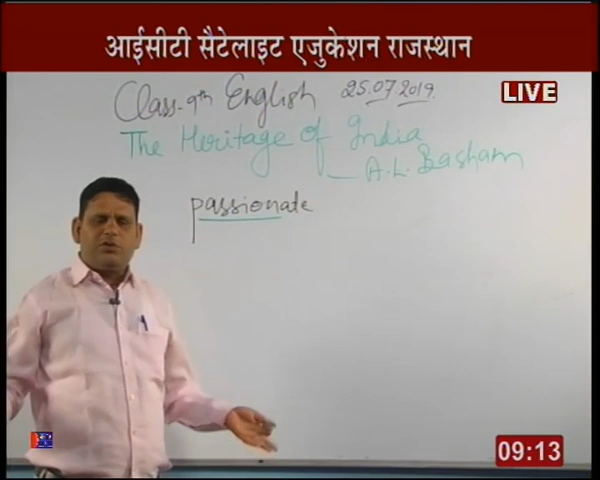 आईसीटी सैटेलाइट एजुकेशन राजस्थान
LIVE
Class-9th English 25.07.2019.
The Heritage of India
— A.L. Basham
passionate
09:13